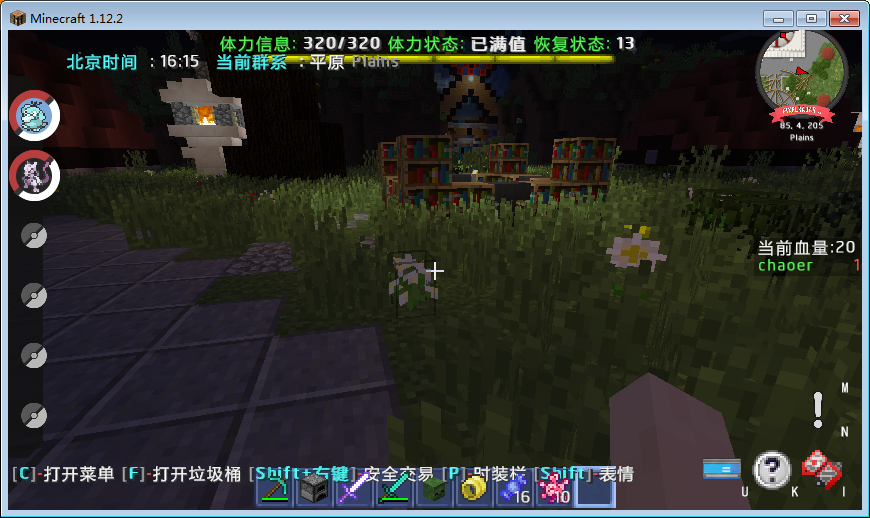 Minecraft 1.12.2
体力信息: 320/320 体力状态: 已满值 恢复状态: 13
北京时间 : 16:15 当前群系 : 平原 Plains
85, 4, 205
Plains
当前血量:20
chaoer 1
M
N
[C]-打开菜单 [F]-打开垃圾桶 [Shift+右键]-安全交易 [P]-时装栏 [Shift]-表情
16
10
U
K
I